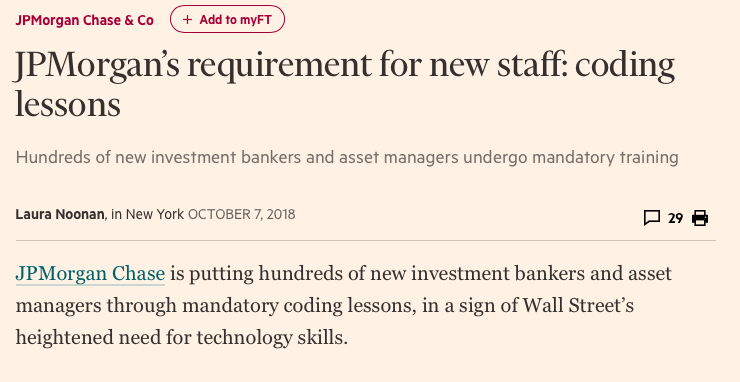 JPMorgan Chase & Co
+ Add to myFT
JPMorgan’s requirement for new staff: coding
lessons
Hundreds of new investment bankers and asset managers undergo mandatory training
Laura Noonan, in New York OCTOBER 7, 2018
29
JPMorgan Chase is putting hundreds of new investment bankers and asset
managers through mandatory coding lessons, in a sign of Wall Street’s
heightened need for technology skills.